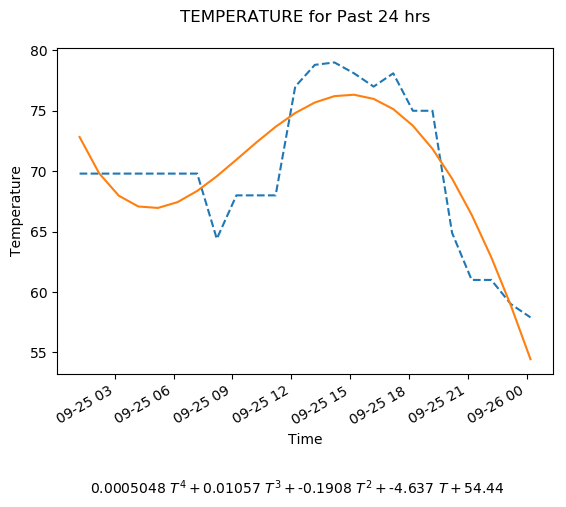 TEMPERATURE for Past 24 hrs
80
75
70
65
60
55
Temperature
09-25 03 09-25 06 09-25 09 09-25 12 09-25 15 09-25 18 09-25 21 09-26 00
Time
0.0005048 T⁴ + 0.01057 T³ + -0.1908 T² + -4.637 T + 54.44